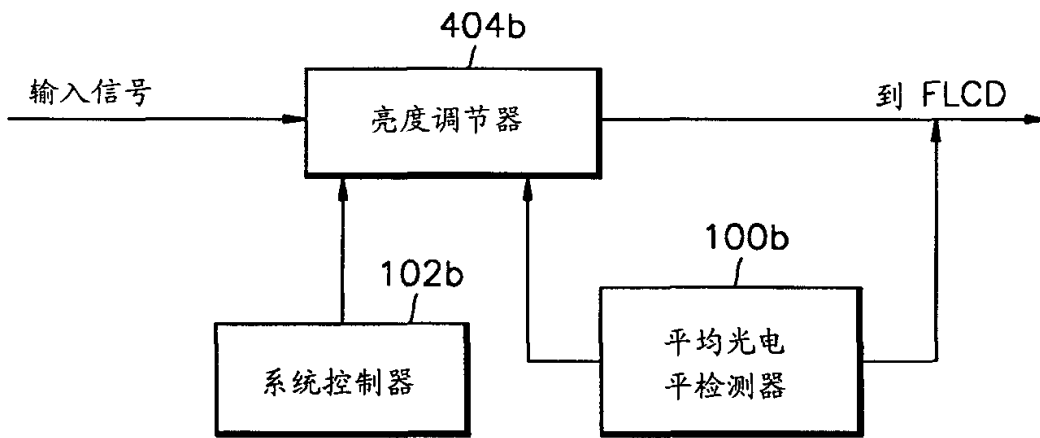 404b
输入信号
亮度调节器
到 FLCD
100b
102b
平均光电
平检测器
系统控制器